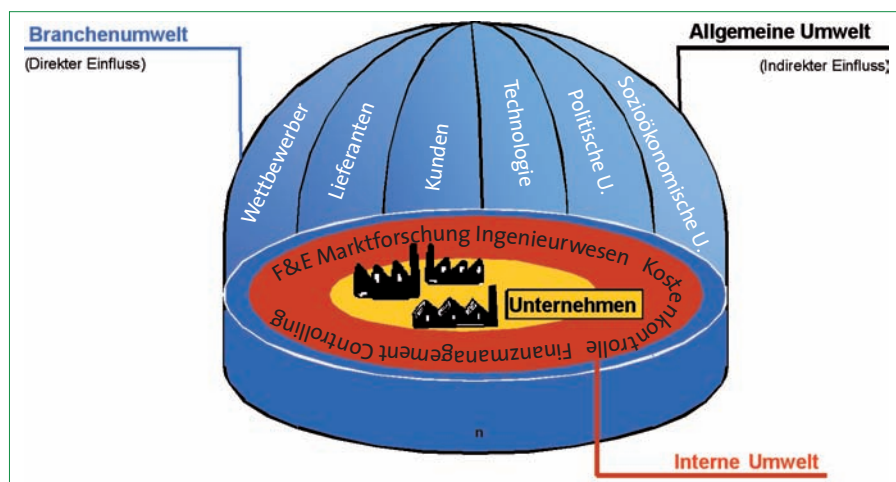 Branchenumwelt
(Direkter Einfluss)
Allgemeine Umwelt
(Indirekter Einfluss)
Wettbewerber
Lieferanten
Kunden
Technologie
Politische U.
Sozioökonomische U.
F&E Marktforschung Ingenieurwesen Kostenkontrolle Finanzmanagement Controlling
Unternehmen
n
Interne Umwelt